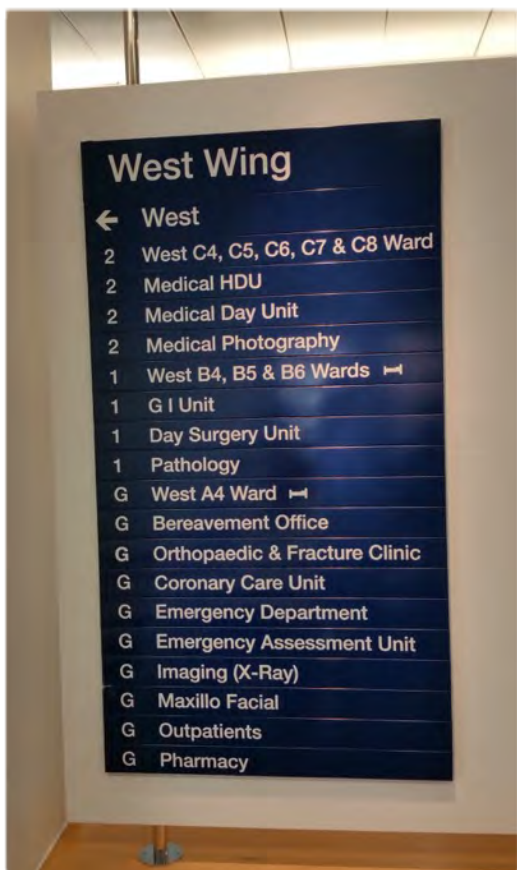 West Wing
← West
2 West C4, C5, C6, C7 & C8 Ward
2 Medical HDU
2 Medical Day Unit
2 Medical Photography
1 West B4, B5 & B6 Wards
1 G I Unit
1 Day Surgery Unit
1 Pathology
G West A4 Ward
G Bereavement Office
G Orthopaedic & Fracture Clinic
G Coronary Care Unit
G Emergency Department
G Emergency Assessment Unit
G Imaging (X-Ray)
G Maxillo Facial
G Outpatients
G Pharmacy